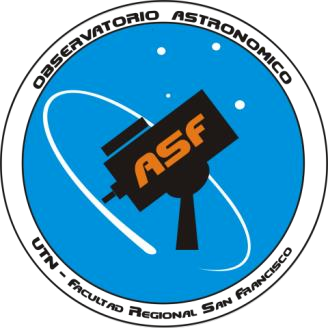 OBSERVATORIO ASTRONOMICO
ASF
UTN - FACULTAD REGIONAL SAN FRANCISCO